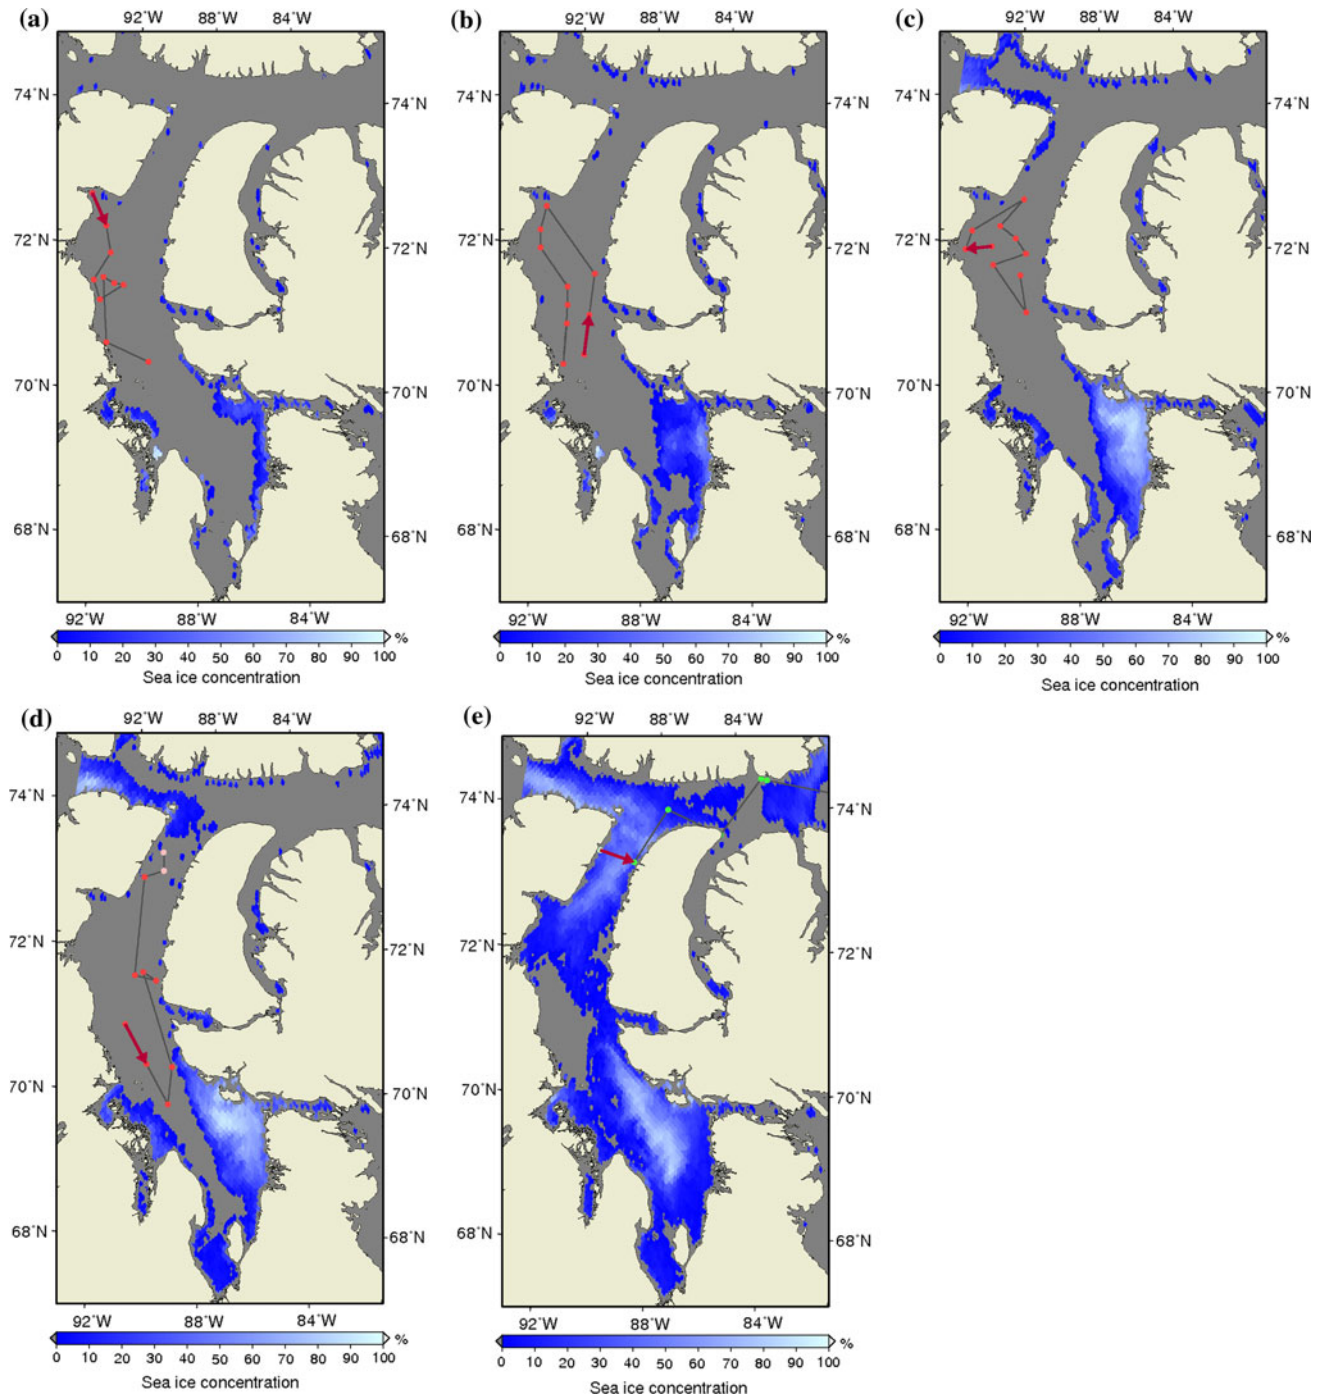 (a) 92°W 88°W 84°W
(b) 92°W 88°W 84°W
(c) 92°W 88°W 84°W
74°N 74°N 74°N 74°N 74°N 74°N
72°N 72°N 72°N 72°N 72°N 72°N
70°N 70°N 70°N 70°N 70°N 70°N
68°N 68°N 68°N 68°N 68°N 68°N
92°W 88°W 84°W 92°W 88°W 84°W 92°W 88°W 84°W
% % %
0 10 20 30 40 50 60 70 80 90 100 0 10 20 30 40 50 60 70 80 90 100 0 10 20 30 40 50 60 70 80 90 100
Sea ice concentration Sea ice concentration Sea ice concentration
(d) 92°W 88°W 84°W
(e) 92°W 88°W 84°W
74°N 74°N 74°N 74°N
72°N 72°N 72°N 72°N
70°N 70°N 70°N 70°N
68°N 68°N 68°N 68°N
92°W 88°W 84°W 92°W 88°W 84°W
% %
0 10 20 30 40 50 60 70 80 90 100 0 10 20 30 40 50 60 70 80 90 100
Sea ice concentration Sea ice concentration